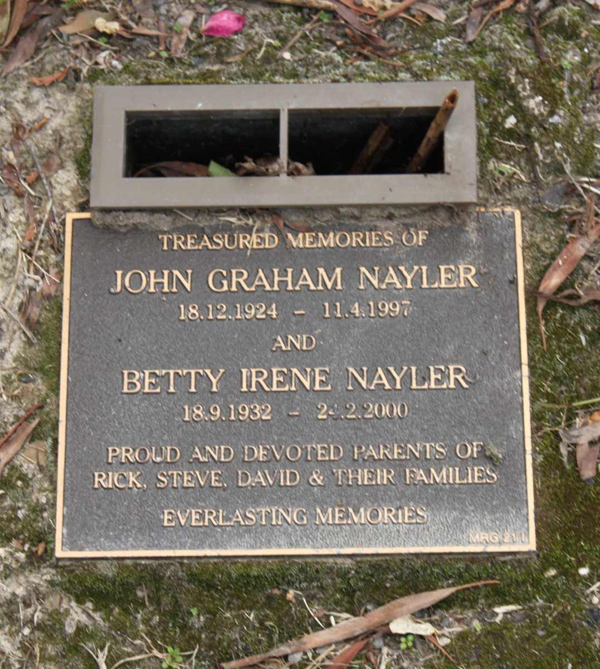 TREASURED MEMORIES OF
JOHN GRAHAM NAYLER
18.12.1924 - 11.4.1997
AND
BETTY IRENE NAYLER
18.9.1932 -
PROUD AND DEVOTED PARENTS OF
RICK, STEVE, DAVID & THEIR FAMILIES
EVERLASTING MEMORIES
MRG